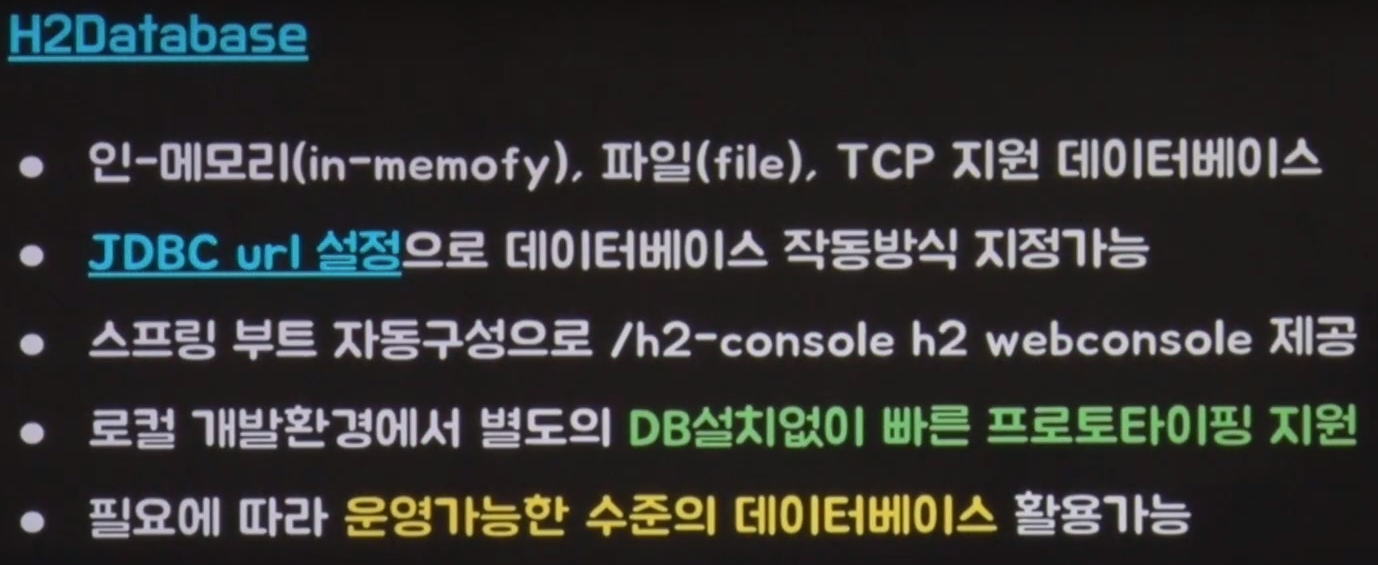 H2Database
● 인-메모리(in-memofy), 파일(file), TCP 지원 데이터베이스
● JDBC url 설정으로 데이터베이스 작동방식 지정가능
● 스프링 부트 자동구성으로 /h2-console h2 webconsole 제공
● 로컬 개발환경에서 별도의 DB설치없이 빠른 프로토타이핑 지원
● 필요에 따라 운영가능한 수준의 데이터베이스 활용가능